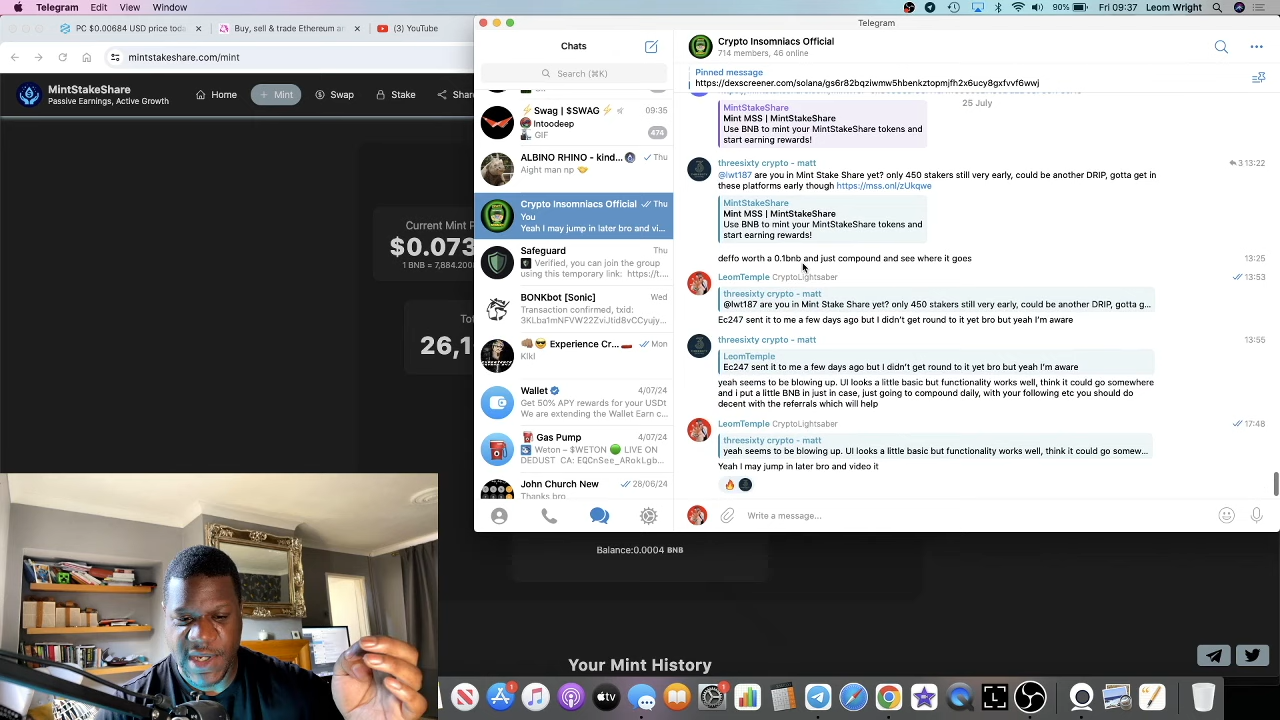 Telegram File Edit View Window
90% Fri 09:37 Leom Wright
PC $0.00684 USD price toda
Buy, sell & trade Ethereum an
(3) YouTube
mintstakeshare.com/mint
MintStakeShare
Passive Earnings, Active Growth
Home
Mint
Swap
Stake
Share
Current Mint P
$0.073
1 BNB = 7,884.200
Tot
26,1
Balance:0.0004 BNB
Your Mint History
Telegram
Chats
Search (⌘K)
GIF
Swag | $SWAG 09:35
Intoodeep
GIF 474
ALBINO RHINO - kind... Thu
Aight man np
Crypto Insomniacs Official Thu
You
Yeah I may jump in later bro and vi...
Safeguard Thu
Verified, you can join the group
using this temporary link: https://t....
BONKbot [Sonic] Wed
Transaction confirmed, txid:
3KLba1mNFVW22ZviJtid8vCCyujy...
Experience Cr... Mon
KIkI
Wallet 4/07/24
Get 50% APY rewards for your USDt
We are extending the Wallet Earn c...
Gas Pump 4/07/24
Weton – $WETON LIVE ON
DEDUST CA: EQCnSee_ARokLgb...
John Church New 28/06/24
Thanks bro
Crypto Insomniacs Official
714 members, 46 online
Pinned message
https://dexscreener.com/solana/gs6r82bqziwmw5hbenkztopmjfh2x6ucy8gxfvvf6wwj
25 July
MintStakeShare
Mint MSS | MintStakeShare
Use BNB to mint your MintStakeShare tokens and
start earning rewards!
threesixty crypto - matt 3 13:22
@lwt187 are you in Mint Stake Share yet? only 450 stakers still very early, could be another DRIP, gotta get in
these platforms early though https://mss.onl/zUkqwe
MintStakeShare
Mint MSS | MintStakeShare
Use BNB to mint your MintStakeShare tokens and
start earning rewards!
deffo worth a 0.1bnb and just compound and see where it goes 13:25
LeomTemple CryptoLightsaber 13:53
threesixty crypto - matt
@lwt187 are you in Mint Stake Share yet? only 450 stakers still very early, could be another DRIP, gotta g...
Ec247 sent it to me a few days ago but I didn't get round to it yet bro but yeah I'm aware
threesixty crypto - matt 13:55
LeomTemple
Ec247 sent it to me a few days ago but I didn't get round to it yet bro but yeah I'm aware
yeah seems to be blowing up. UI looks a little basic but functionality works well, think it could go somewhere
and i put a little BNB in just in case, just going to compound daily, with your following etc you should do
decent with the referrals which will help
LeomTemple CryptoLightsaber 17:48
threesixty crypto - matt
yeah seems to be blowing up. UI looks a little basic but functionality works well, think it could go somew...
Yeah I may jump in later bro and video it
Write a message...